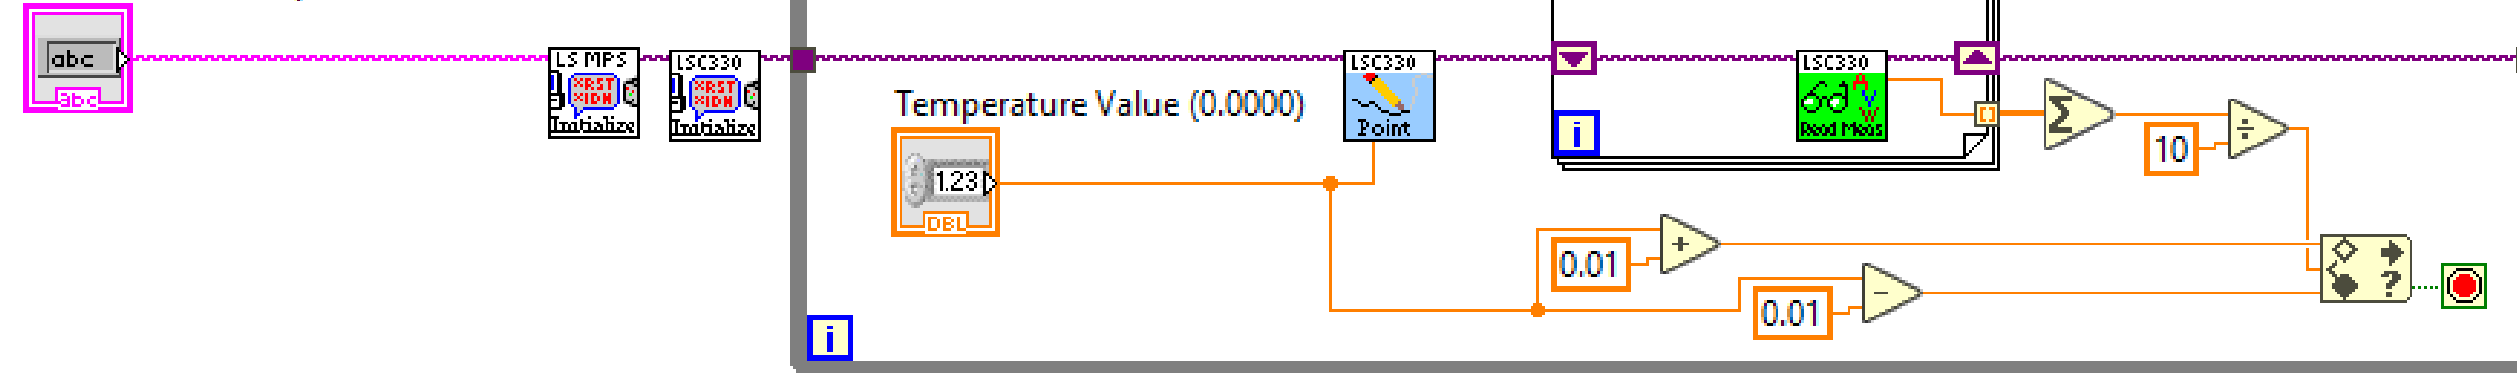 abc
abc
LS MPS
*RST
*IDN
Initialize
LSC330
*RST
*IDN
Initialize
Temperature Value (0.0000)
1.23
DBL
LSC330
Point
i
LSC330
A
V
W
Read Meas
Σ
10
÷
0.01
+
0.01
-
?
i